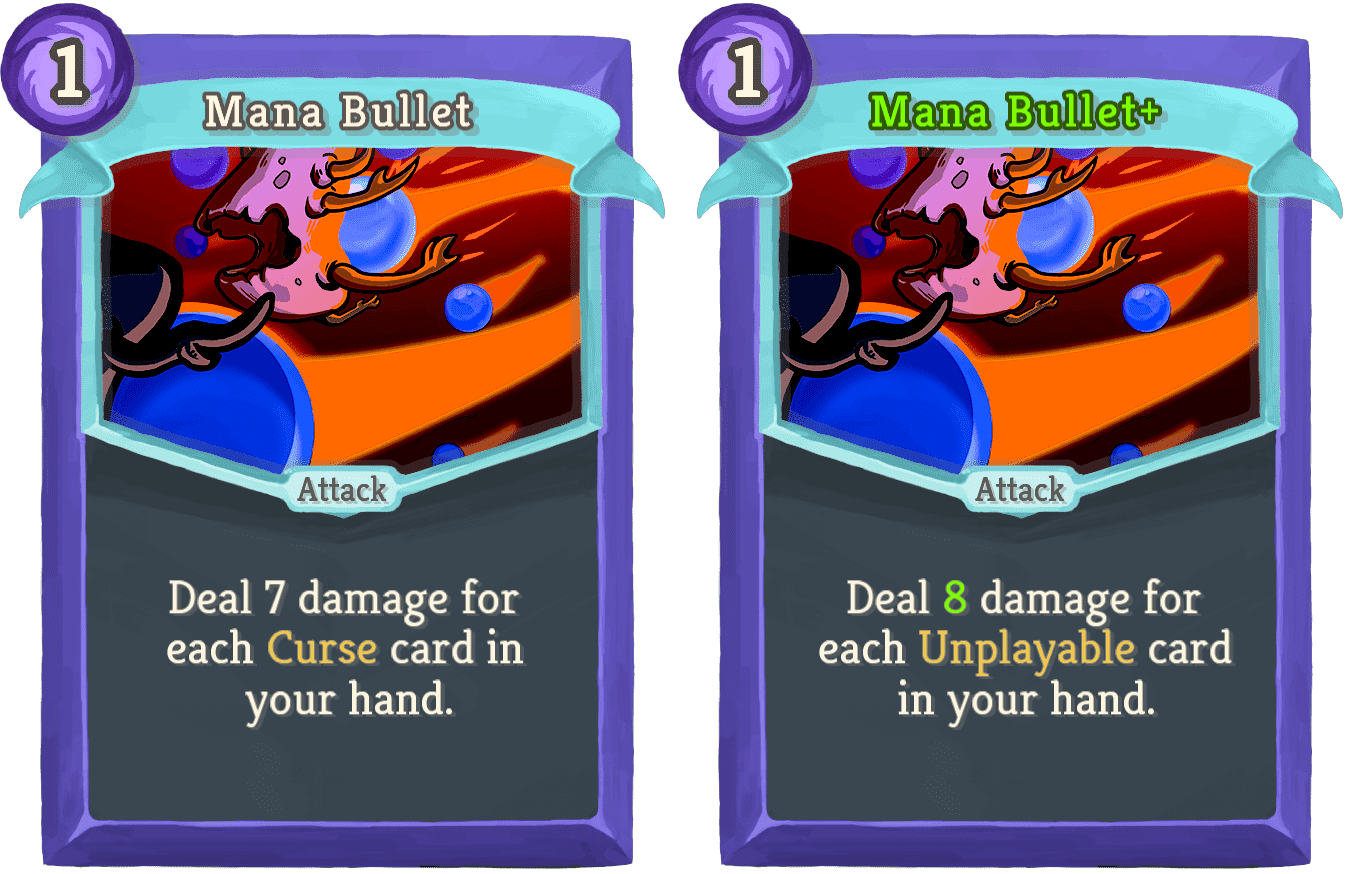 1
Mana Bullet
Attack
Deal 7 damage for
each Curse card in
your hand.
1
Mana Bullet+
Attack
Deal 8 damage for
each Unplayable card
in your hand.